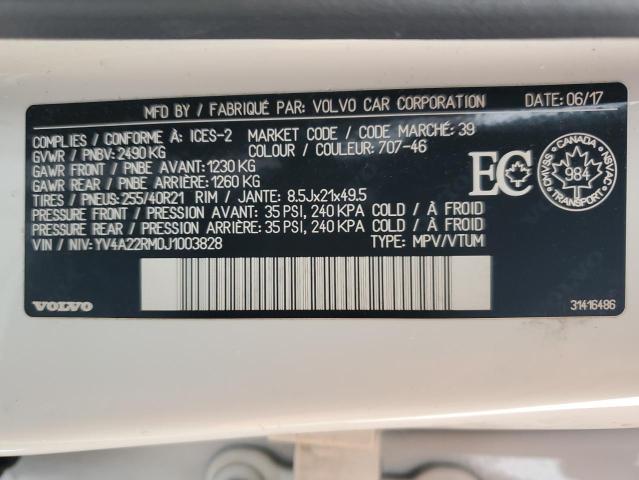 MFD BY / FABRIQUÉ PAR: VOLVO CAR CORPORATION DATE: 06/17
COMPLIES / CONFORME À: ICES-2 MARKET CODE / CODE MARCHÉ: 39
GVWR / PNBV: 2490 KG COLOUR / COULEUR: 707-46
GAWR FRONT / PNBE AVANT: 1230 KG
GAWR REAR / PNBE ARRIÈRE: 1260 KG
TIRES / PNEUS: 255/40R21 RIM / JANTE: 8.5Jx21x49.5
PRESSURE FRONT / PRESSION AVANT: 35 PSI, 240 KPA COLD / À FROID
PRESSURE REAR / PRESSION ARRIÈRE: 35 PSI, 240 KPA COLD / À FROID
VIN / NIV: YV4A22RM0J1003828 TYPE: MPV/VTUM
EC
CANADA
CMVSS 984 NSVAC
TRANSPORT
VOLVO 31416486